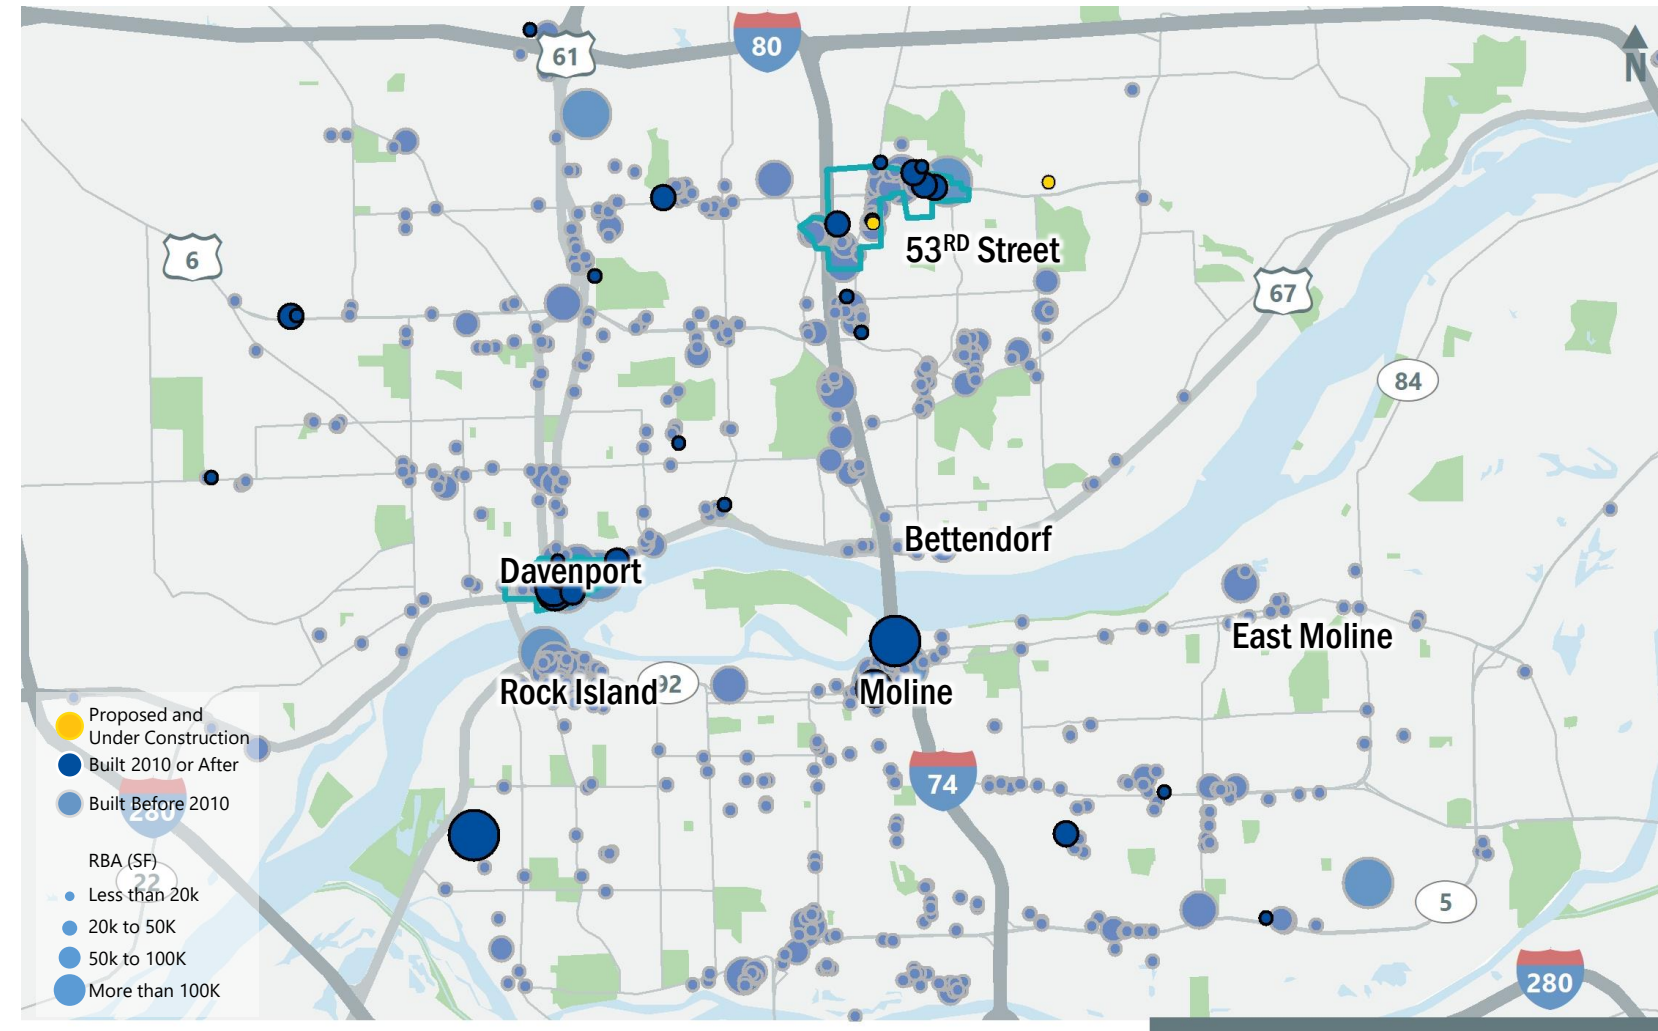 80
61
N
6
53RD Street
67
84
Bettendorf
Davenport
East Moline
Rock Island
92
Moline
Proposed and
Under Construction
Built 2010 or After
74
Built Before 2010
280
RBA (SF)
22
Less than 20k
5
20k to 50K
50k to 100K
280
More than 100K